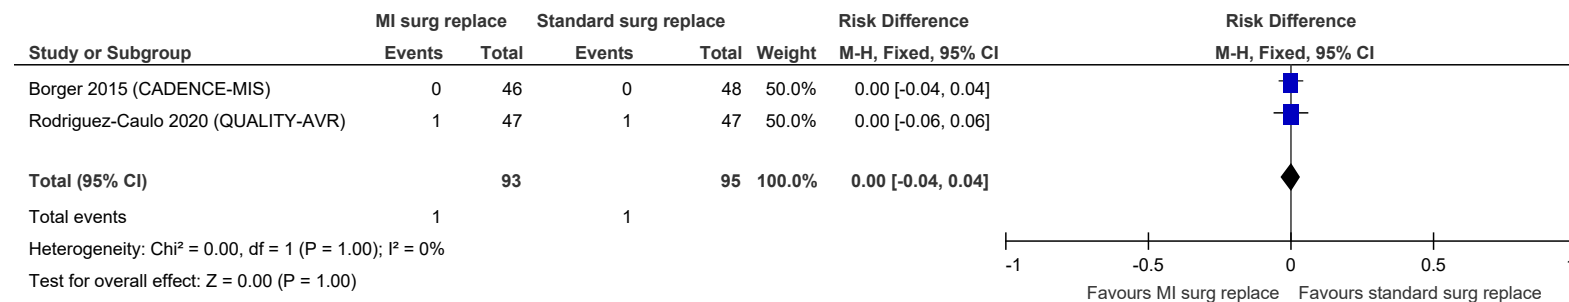 MI surg replace Standard surg replace Risk Difference Risk Difference
Study or Subgroup Events Total Events Total Weight M-H, Fixed, 95% CI M-H, Fixed, 95% CI
Borger 2015 (CADENCE-MIS) 0 46 0 48 50.0% 0.00 [-0.04, 0.04]
Rodriguez-Caulo 2020 (QUALITY-AVR) 1 47 1 47 50.0% 0.00 [-0.06, 0.06]
Total (95% CI) 93 95 100.0% 0.00 [-0.04, 0.04]
Total events 1 1
Heterogeneity: Chi² = 0.00, df = 1 (P = 1.00); I² = 0%
Test for overall effect: Z = 0.00 (P = 1.00)
-1 -0.5 0 0.5
Favours MI surg replace Favours standard surg replace